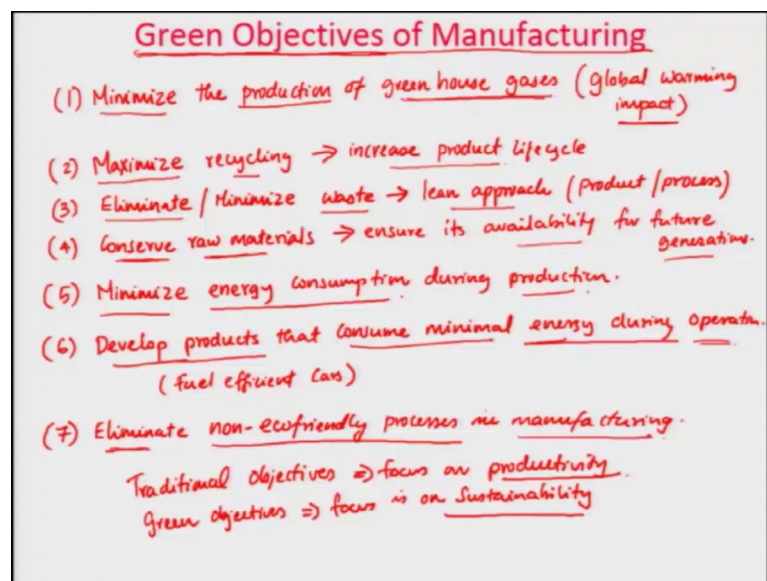 Green Objectives of Manufacturing
(1) Minimize the production of green house gases (Global warming
impact)
(2) Maximize recycling → increase product lifecycle
(3) Eliminate / Minimize waste → lean approach (Product/process)
(4) Conserve raw materials → ensure its availability for future
generations.
(5) Minimize energy consumption during production.
(6) Develop products that consume minimal energy during operatn.
(Fuel efficient Cars)
(7) Eliminate non-ecofriendly processes in manufacturing.
Traditional objectives ⇒ focus on productivity.
Green objectives ⇒ focus is on Sustainability